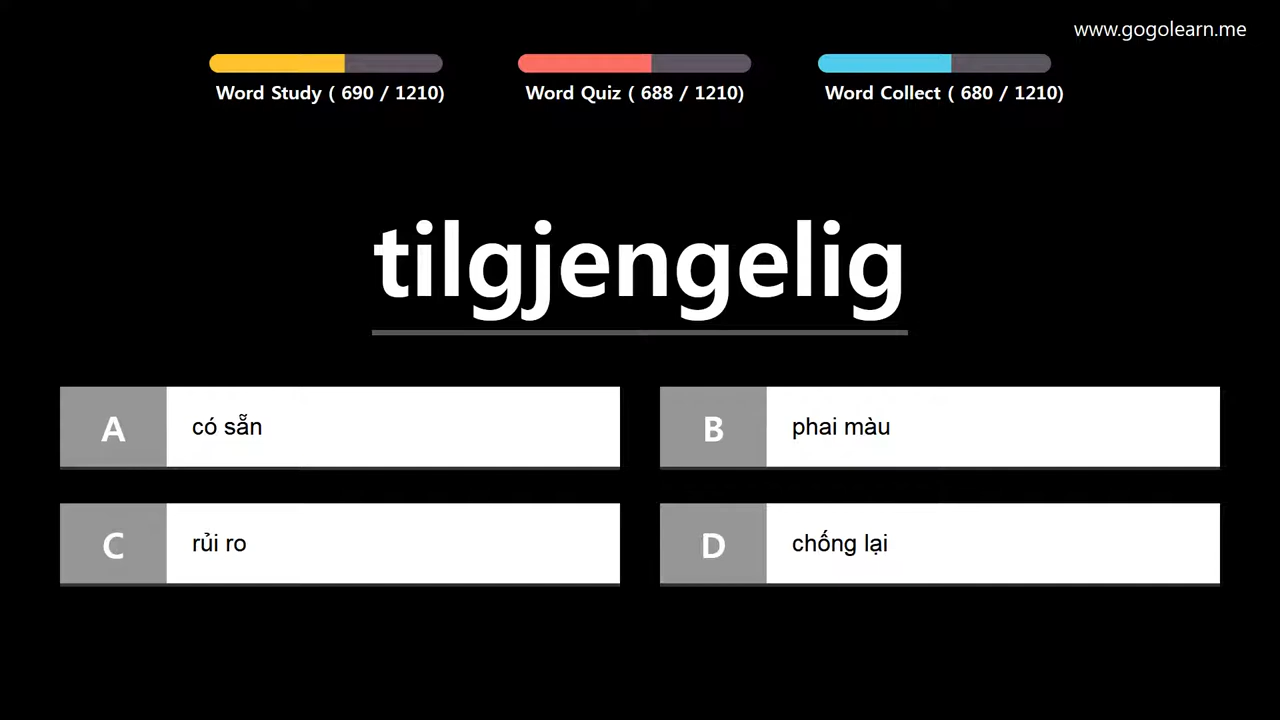 www.gogolearn.me
Word Study ( 690 / 1210)
Word Quiz ( 688 / 1210)
Word Collect ( 680 / 1210)
tilgjengelig
A có sẵn
B phai màu
C rủi ro
D chống lại